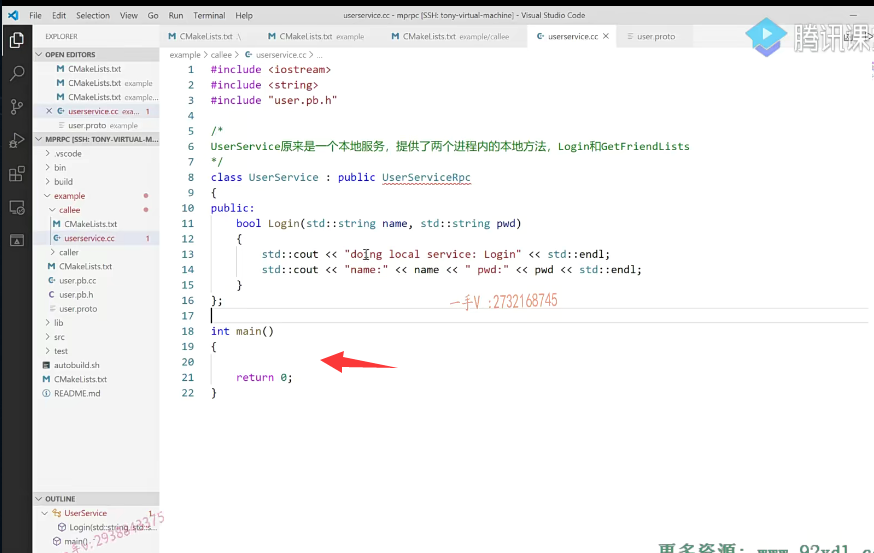 File Edit Selection View Go Run Terminal Help
userservice.cc - mprpc [SSH: tony-virtual-machine] - Visual Studio Code
EXPLORER
OPEN EDITORS
CMakeLists.txt
CMakeLists.txt example
CMakeLists.txt example...
userservice.cc exa... 1
user.proto example
MPRPC [SSH: TONY-VIRTUAL-M...
.vscode
bin
build
example
callee
CMakeLists.txt
userservice.cc 1
caller
CMakeLists.txt
user.pb.cc
user.pb.h
user.proto
lib
src
test
autobuild.sh
CMakeLists.txt
README.md
OUTLINE
UserService 1
Login(std::string, std::s...
main()
CMakeLists.txt .\
CMakeLists.txt example
CMakeLists.txt example/callee
userservice.cc
user.proto
腾讯课
example > callee > userservice.cc > ...
1 #include <iostream>
2 #include <string>
3 #include "user.pb.h"
4
5 /*
6 UserService原来是一个本地服务，提供了两个进程内的本地方法，Login和GetFriendLists
7 */
8 class UserService : public UserServiceRpc
9 {
10 public:
11 bool Login(std::string name, std::string pwd)
12 {
13 std::cout << "doing local service: Login" << std::endl;
14 std::cout << "name:" << name << " pwd:" << pwd << std::endl;
15 }
16 };
17
18 int main()
19 {
20
21 return 0;
22 }
一手V :2732168745